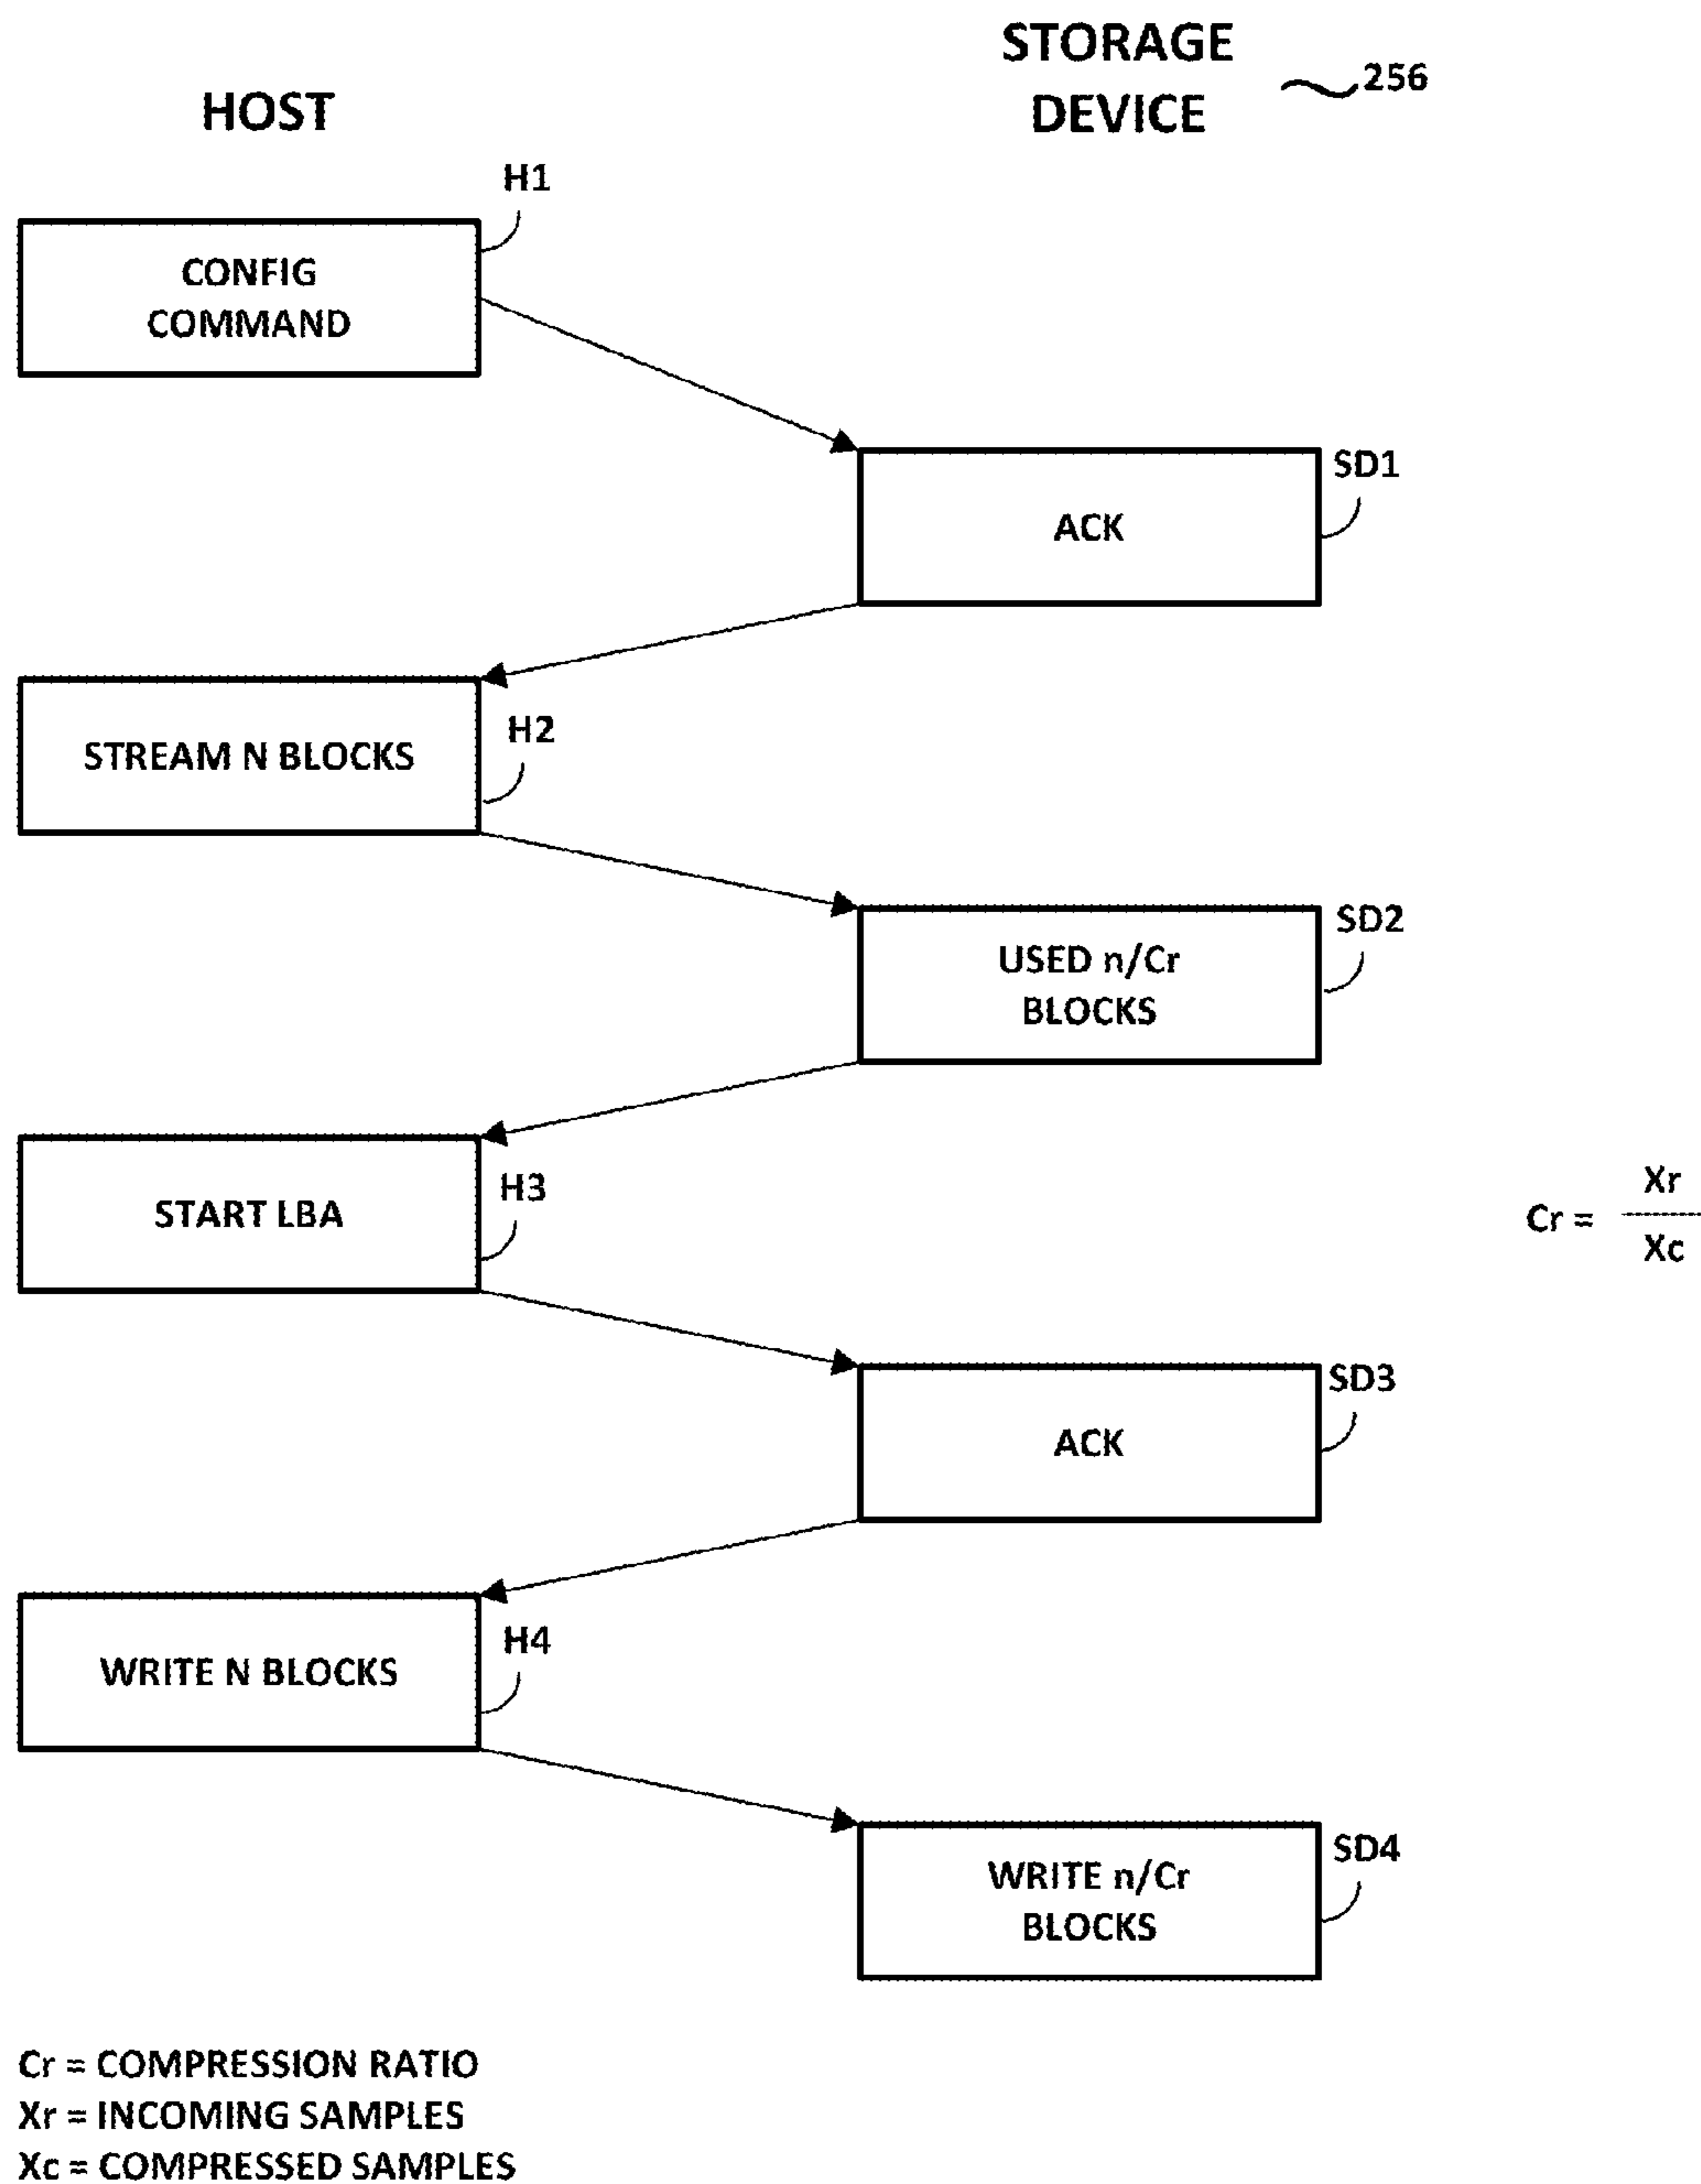 STORAGE
DEVICE
256
HOST
H1
CONFIG
COMMAND
SD1
ACK
H2
STREAM N BLOCKS
SD2
USED n/Cr
BLOCKS
H3
START LBA
Xr
Cr =
Xc
SD3
ACK
H4
WRITE N BLOCKS
SD4
WRITE n/Cr
BLOCKS
Cr = COMPRESSION RATIO
Xr = INCOMING SAMPLES
Xc = COMPRESSED SAMPLES